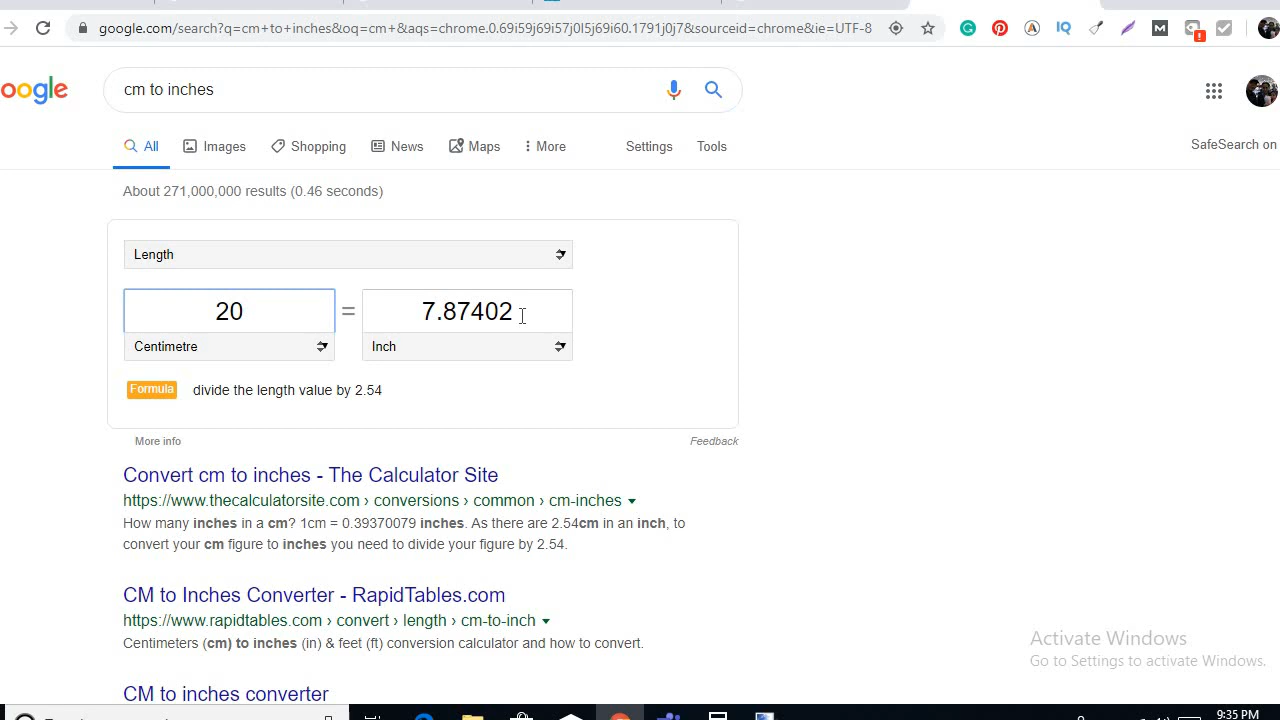 google.com/search?q=cm+to+inches&oq=cm+&aqs=chrome.0.69i59j69i57j0l5j69i60.1791j0j7&sourceid=chrome&ie=UTF-8
oogle
cm to inches
All Images Shopping News Maps More Settings Tools
SafeSearch on
About 271,000,000 results (0.46 seconds)
Length
20 = 7.87402
Centimetre Inch
Formula divide the length value by 2.54
More info Feedback
Convert cm to inches - The Calculator Site
https://www.thecalculatorsite.com › conversions › common › cm-inches
How many inches in a cm? 1cm = 0.39370079 inches. As there are 2.54cm in an inch, to
convert your cm figure to inches you need to divide your figure by 2.54.
CM to Inches Converter - RapidTables.com
https://www.rapidtables.com › convert › length › cm-to-inch
Centimeters (cm) to inches (in) & feet (ft) conversion calculator and how to convert.
Activate Windows
Go to Settings to activate Windows.
CM to inches converter
9:35 PM